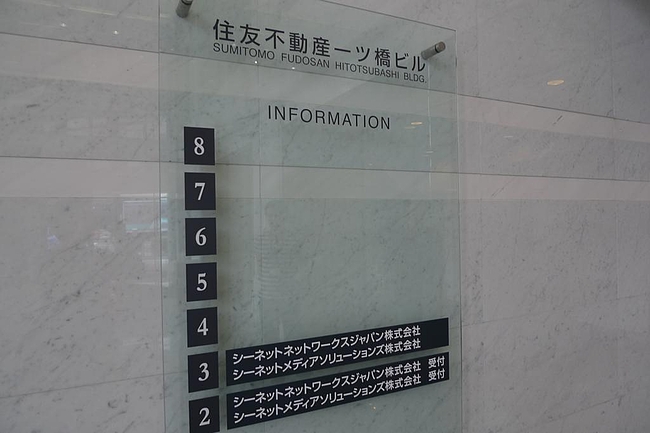 住友不動産一ツ橋ビル
SUMITOMO FUDOSAN HITOTSUBASHI BLDG.
INFORMATION
8
7
6
5
4
3 シーネットネットワークスジャパン株式会社
シーネットメディアソリューションズ株式会社
2 シーネットネットワークスジャパン株式会社 受付
シーネットメディアソリューションズ株式会社 受付